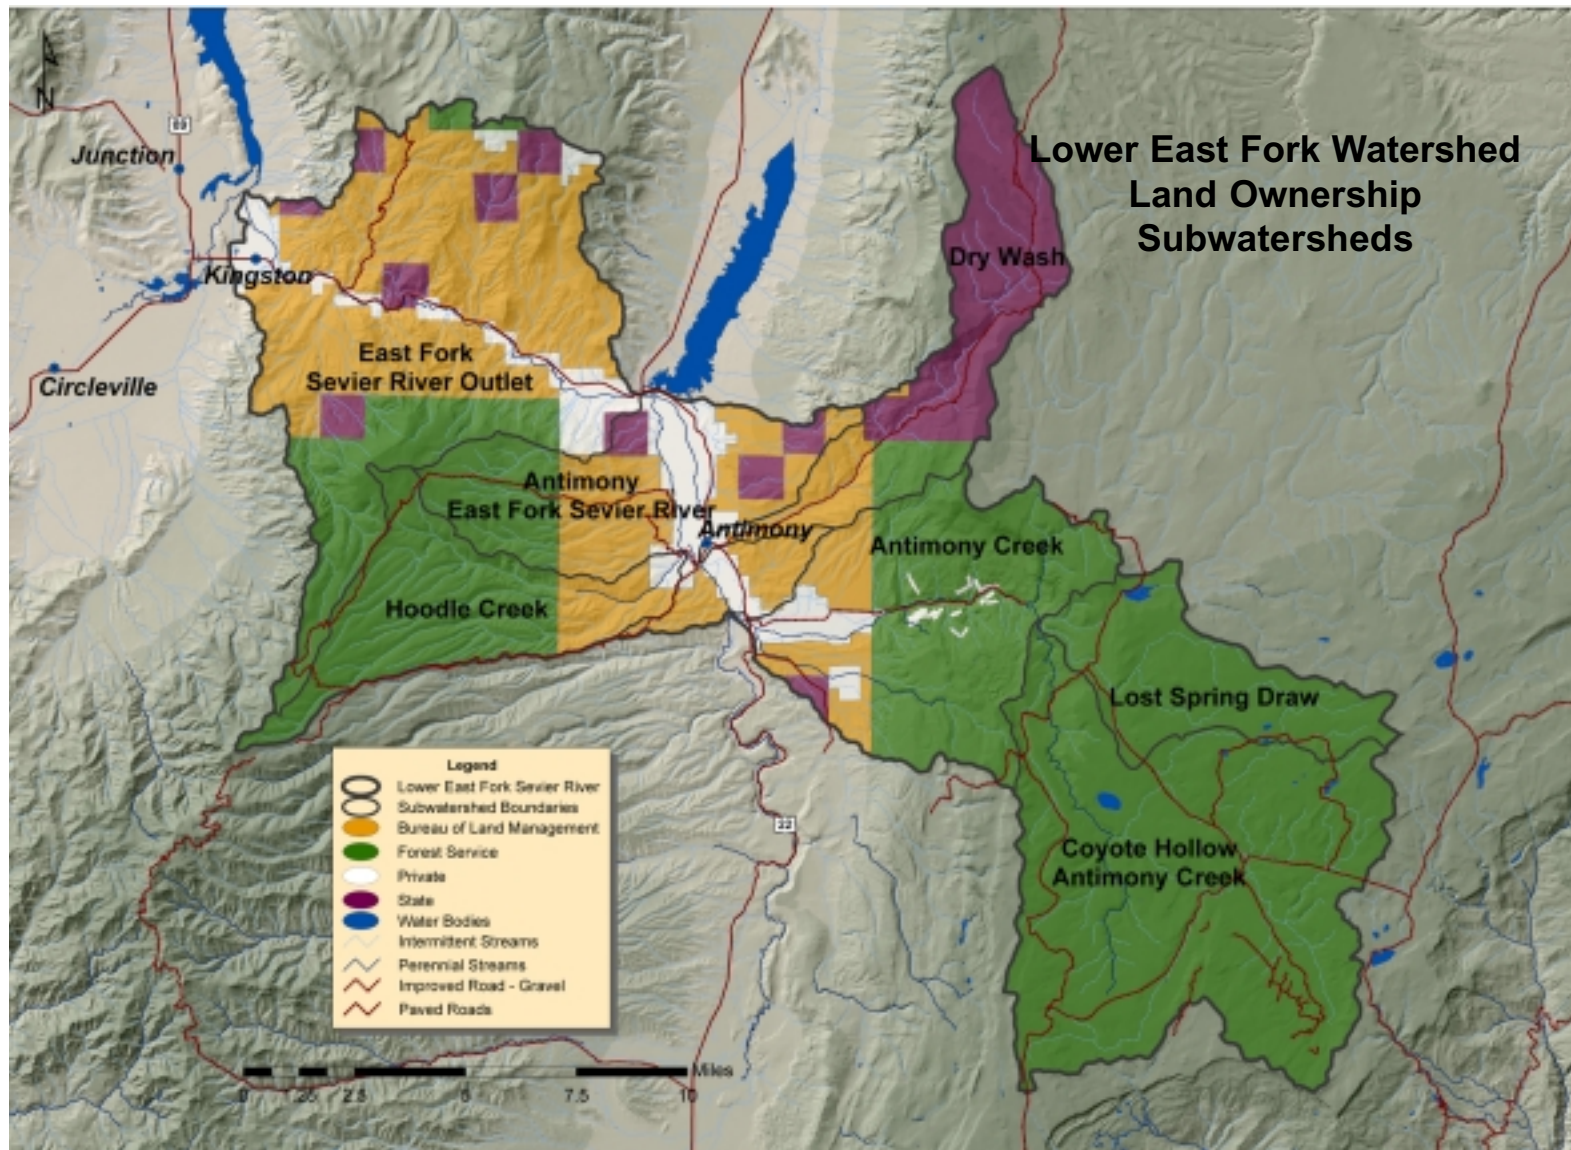 N
89
Junction
Kingston
Circleville
Lower East Fork Watershed
Land Ownership
Subwatersheds
Dry Wash
East Fork
Sevier River Outlet
Antimony
East Fork Sevier River
Antimony
Antimony Creek
Hoodle Creek
Lost Spring Draw
Coyote Hollow
Antimony Creek
22
Legend
Lower East Fork Sevier River
Subwatershed Boundaries
Bureau of Land Management
Forest Service
Private
State
Water Bodies
Intermittent Streams
Perennial Streams
Improved Road - Gravel
Paved Roads
Miles
0 1.25 2.5 5 7.5 10